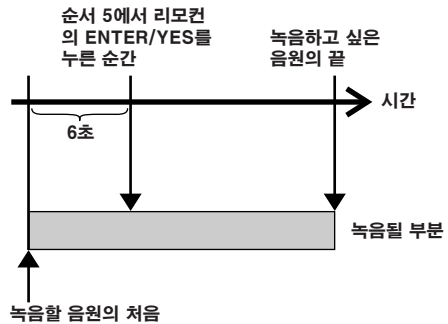 순서 5에서 리모컨
의 ENTER/YES를
누른 순간
녹음하고 싶은
음원의 끝
시간
6초
녹음될 부분
녹음할 음원의 처음